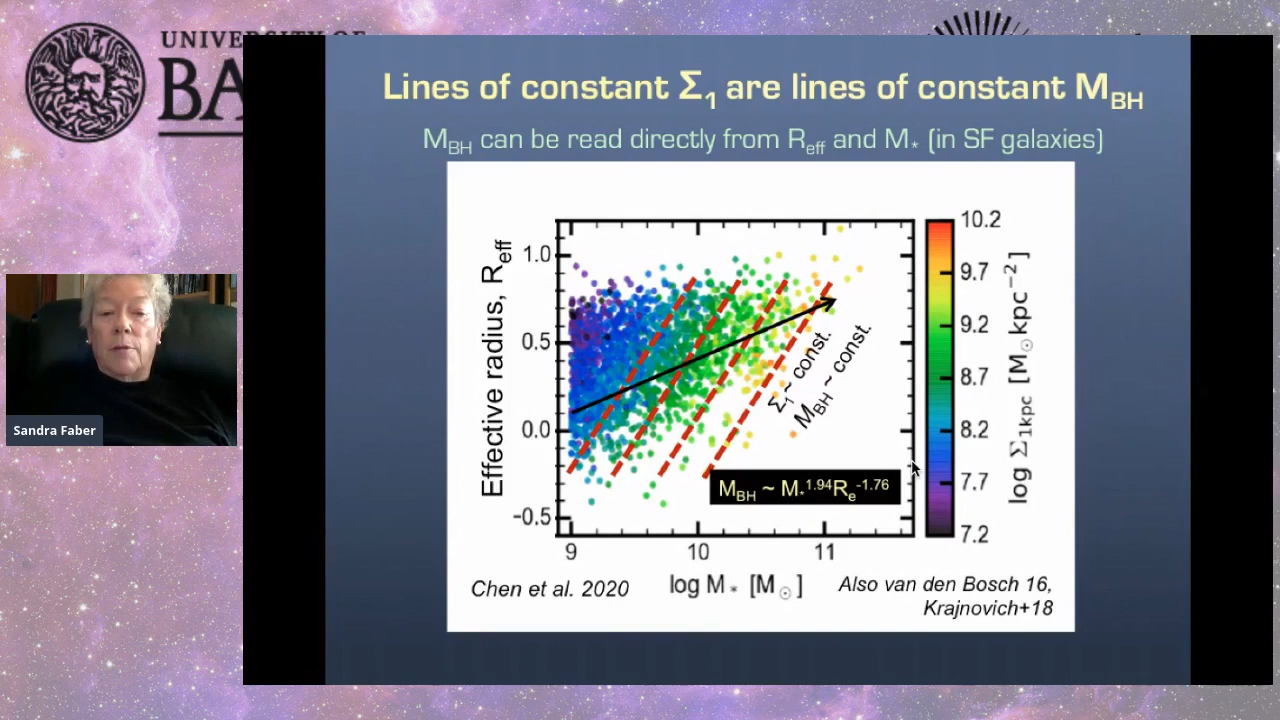 UNIVERSITY OF
BA
Lines of constant Σ1 are lines of constant MBH
MBH can be read directly from Reff and M* (in SF galaxies)
Effective radius, Reff
1.0
0.5
0.0
−0.5
9
10
11
log M* [M⊙]
Σ1 ~ const.
MBH ~ const.
MBH ~ M*1.94Re-1.76
10.2
9.7
9.2
8.7
8.2
7.7
7.2
log Σ1kpc [M⊙kpc−2]
Chen et al. 2020
Also van den Bosch 16,
Krajnovich+18
Sandra Faber